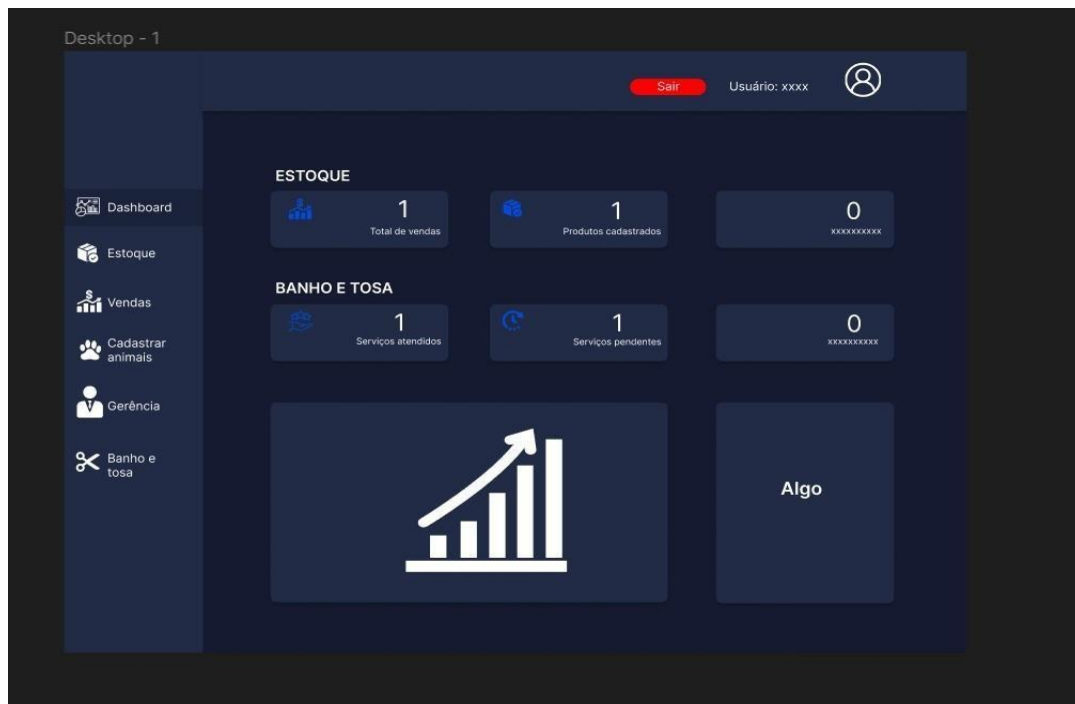 Desktop - 1
Sair
Usuário: xxxx
Dashboard
Estoque
Vendas
Cadastrar
animais
Gerência
Banho e
tosa
ESTOQUE
1
Total de vendas
1
Produtos cadastrados
0
xxxxxxxxxx
BANHO E TOSA
1
Serviços atendidos
1
Serviços pendentes
0
xxxxxxxxxx
Algo